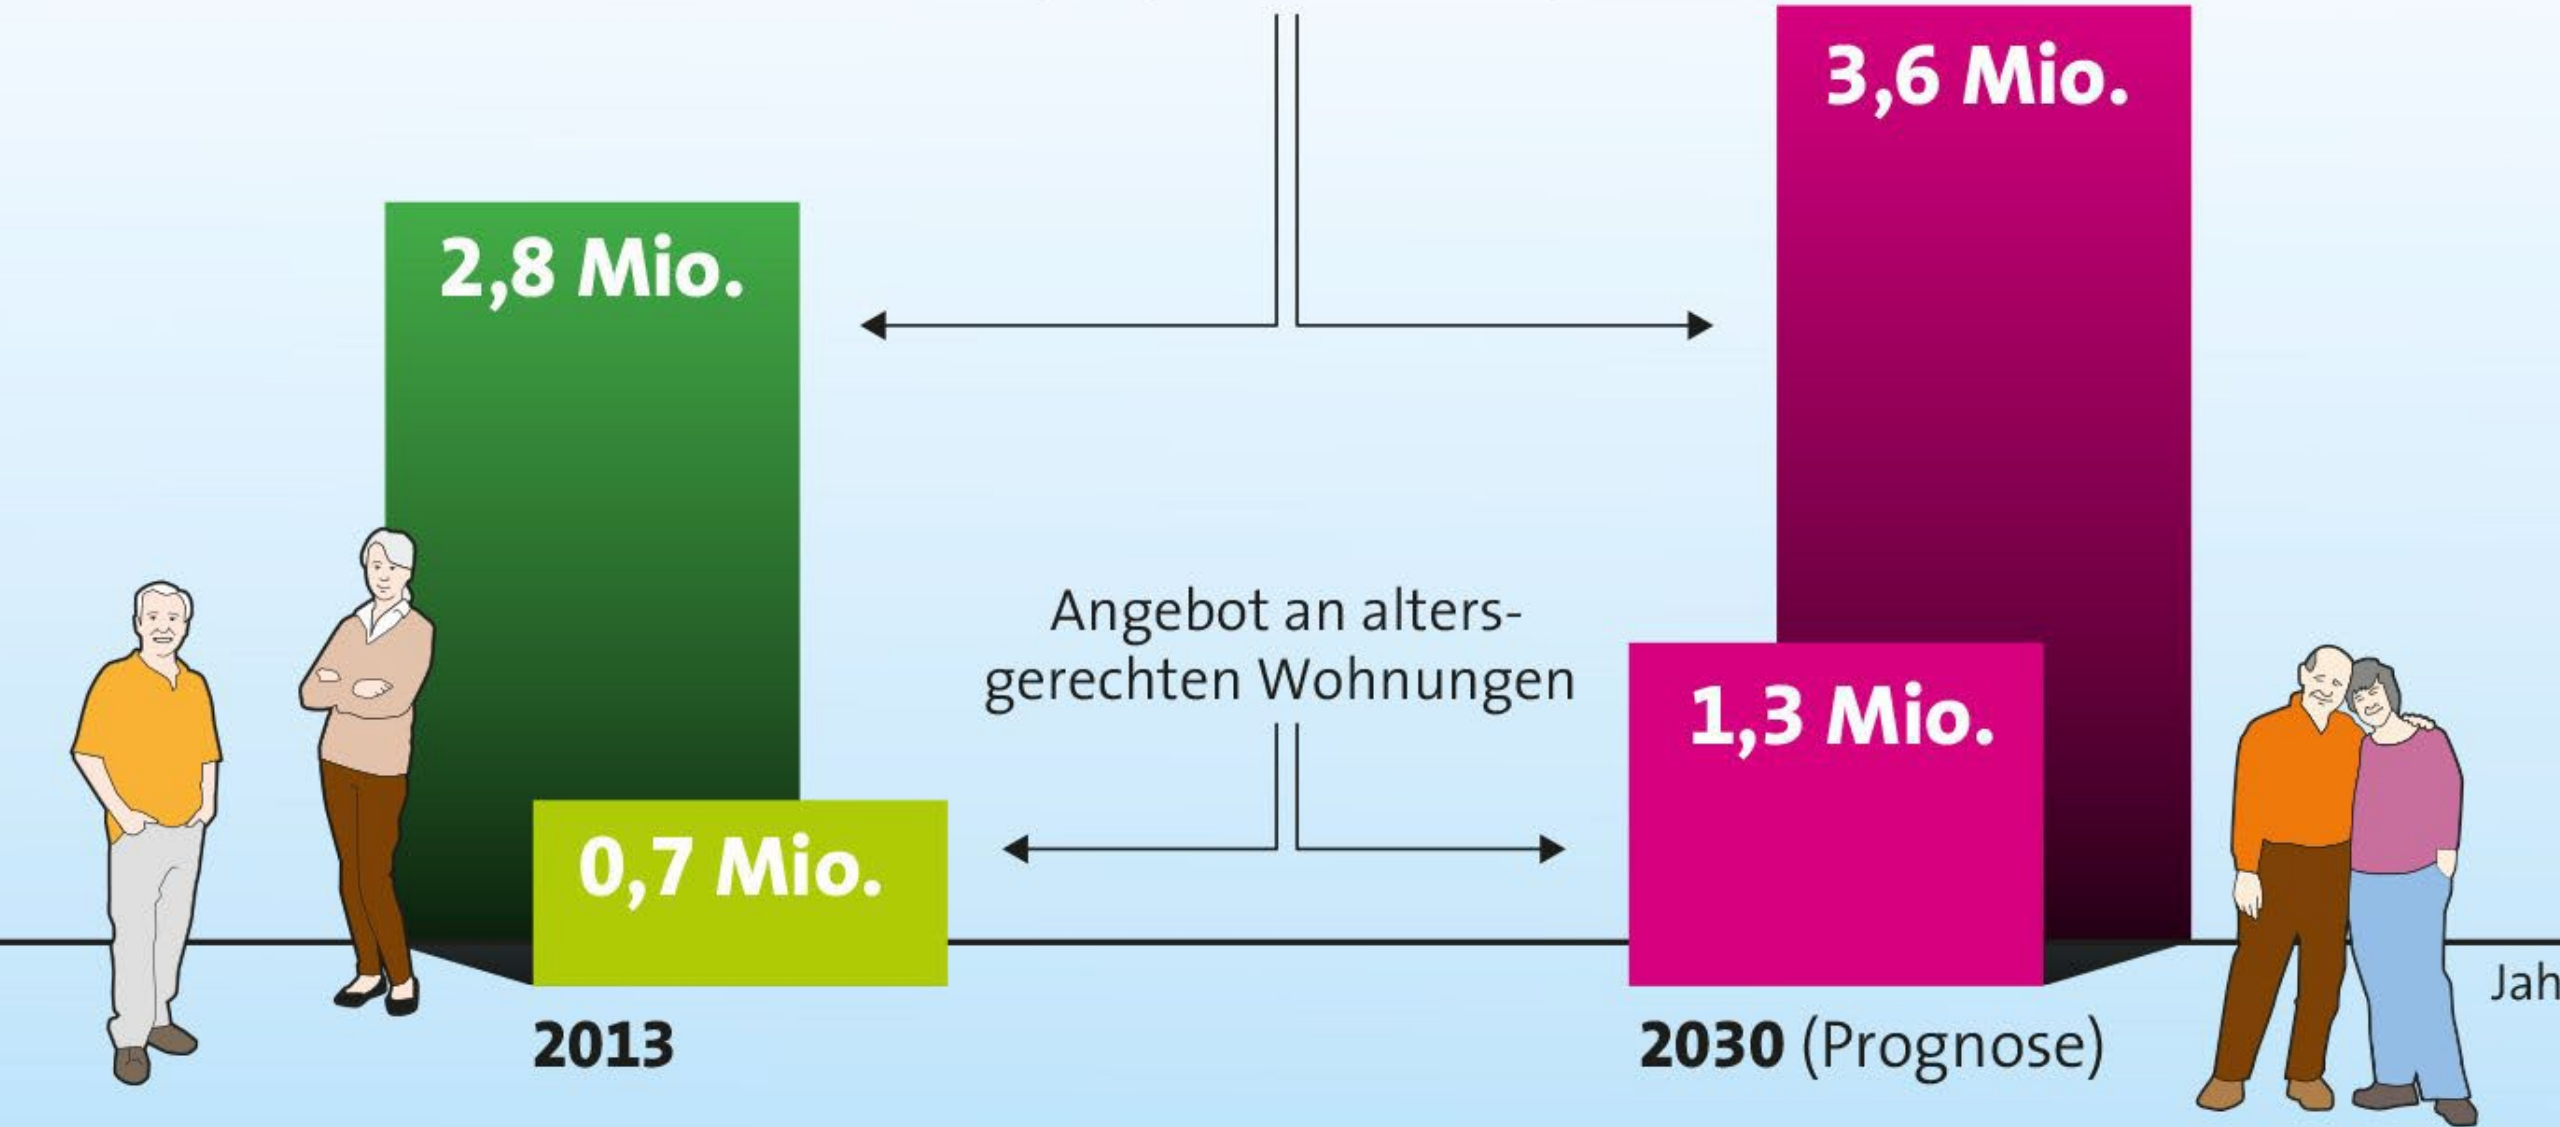 3,6 Mio.
2,8 Mio.
Angebot an alters-
gerechten Wohnungen
1,3 Mio.
0,7 Mio.
Jah
2013
2030 (Prognose)